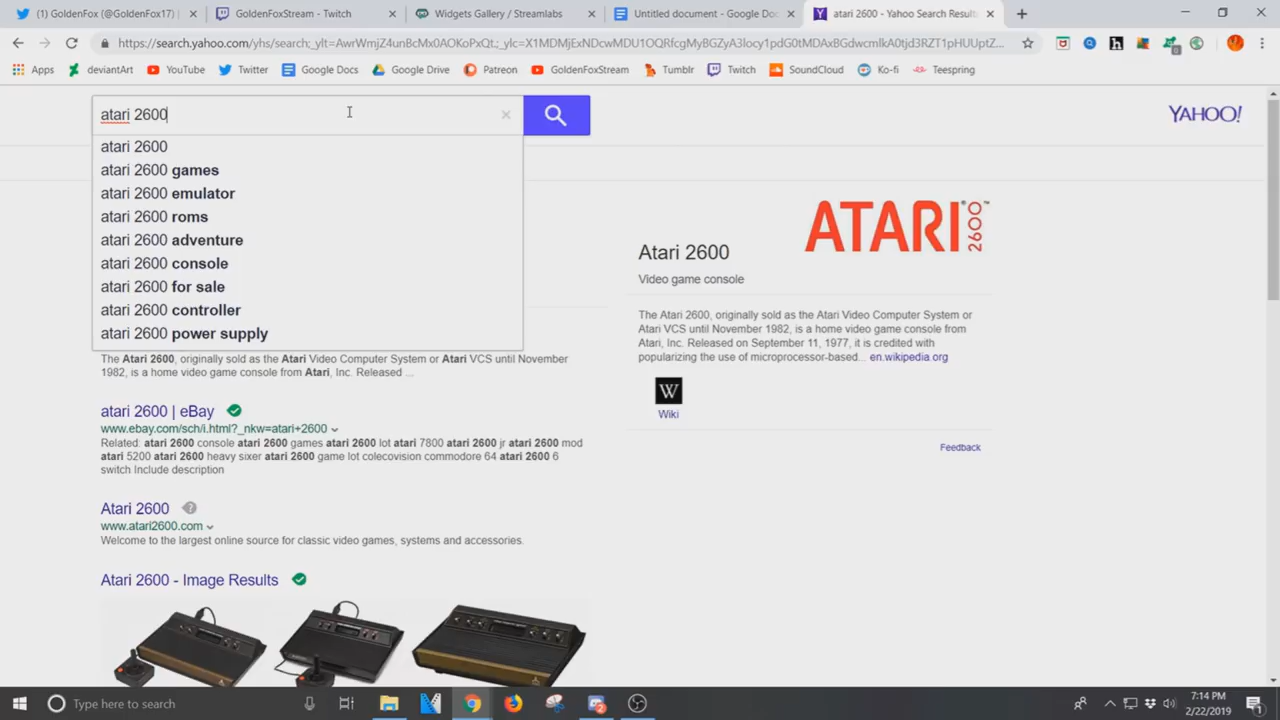 (1) GoldenFox (@GoldenFox17) |
GoldenFoxStream - Twitch
Widgets Gallery / Streamlabs
Untitled document - Google Doc
atari 2600 - Yahoo Search Results
Apps
deviantArt
YouTube
Twitter
Google Docs
Google Drive
Patreon
GoldenFoxStream
Tumblr
Twitch
SoundCloud
Ko-fi
Teespring
atari 2600
YAHOO!
atari 2600
atari 2600 games
atari 2600 emulator
atari 2600 roms
atari 2600 adventure
atari 2600 console
atari 2600 for sale
atari 2600 controller
atari 2600 power supply
The Atari 2600, originally sold as the Atari Video Computer System or Atari VCS until November
1982, is a home video game console from Atari, Inc. Released ...
atari 2600 | eBay
www.ebay.com/sch/i.html?_nkw=atari+2600
Related: atari 2600 console atari 2600 games atari 2600 lot atari 7800 atari 2600 jr atari 2600 mod
atari 5200 atari 2600 heavy sixer atari 2600 game lot colecovision commodore 64 atari 2600 6
switch Include description
Atari 2600
www.atari2600.com
Welcome to the largest online source for classic video games, systems and accessories.
Atari 2600 - Image Results
ATARI® 2600™
Atari 2600
Video game console
The Atari 2600, originally sold as the Atari Video Computer System or
Atari VCS until November 1982, is a home video game console from
Atari, Inc. Released on September 11, 1977, it is credited with
popularizing the use of microprocessor-based... en.wikipedia.org
W
Wiki
Feedback
Type here to search
7:14 PM
2/22/2019